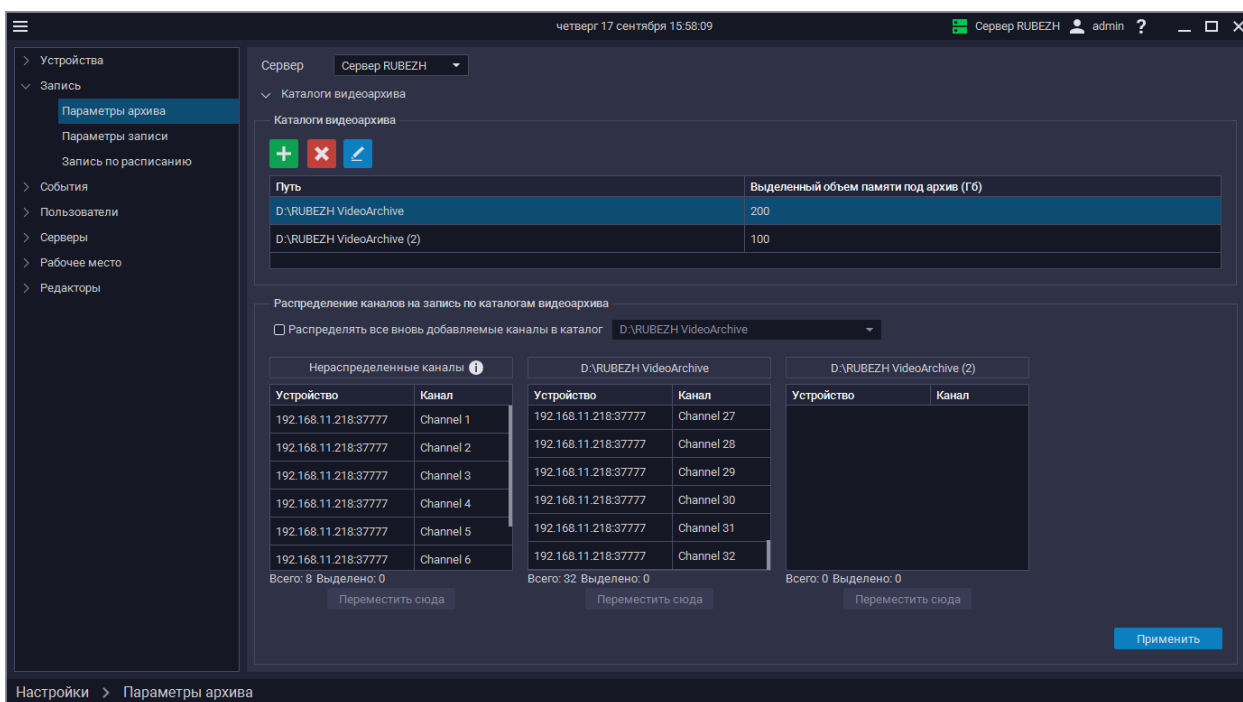 четверг 17 сентября 15:58:09
Сервер RUBEZH admin ?
Устройства
Запись
Параметры архива
Параметры записи
Запись по расписанию
События
Пользователи
Серверы
Рабочее место
Редакторы
Сервер Сервер RUBEZH
Каталоги видеоархива
Каталоги видеоархива
Путь Выделенный объем памяти под архив (Гб)
D:\RUBEZH VideoArchive 200
D:\RUBEZH VideoArchive (2) 100
Распределение каналов на запись по каталогам видеоархива
Распределять все вновь добавляемые каналы в каталог D:\RUBEZH VideoArchive
Нераспределенные каналы i
Устройство Канал
192.168.11.218:37777 Channel 1
192.168.11.218:37777 Channel 2
192.168.11.218:37777 Channel 3
192.168.11.218:37777 Channel 4
192.168.11.218:37777 Channel 5
192.168.11.218:37777 Channel 6
Всего: 8 Выделено: 0
Переместить сюда
D:\RUBEZH VideoArchive
Устройство Канал
192.168.11.218:37777 Channel 27
192.168.11.218:37777 Channel 28
192.168.11.218:37777 Channel 29
192.168.11.218:37777 Channel 30
192.168.11.218:37777 Channel 31
192.168.11.218:37777 Channel 32
Всего: 32 Выделено: 0
Переместить сюда
D:\RUBEZH VideoArchive (2)
Устройство Канал
Всего: 0 Выделено: 0
Переместить сюда
Применить
Настройки > Параметры архива